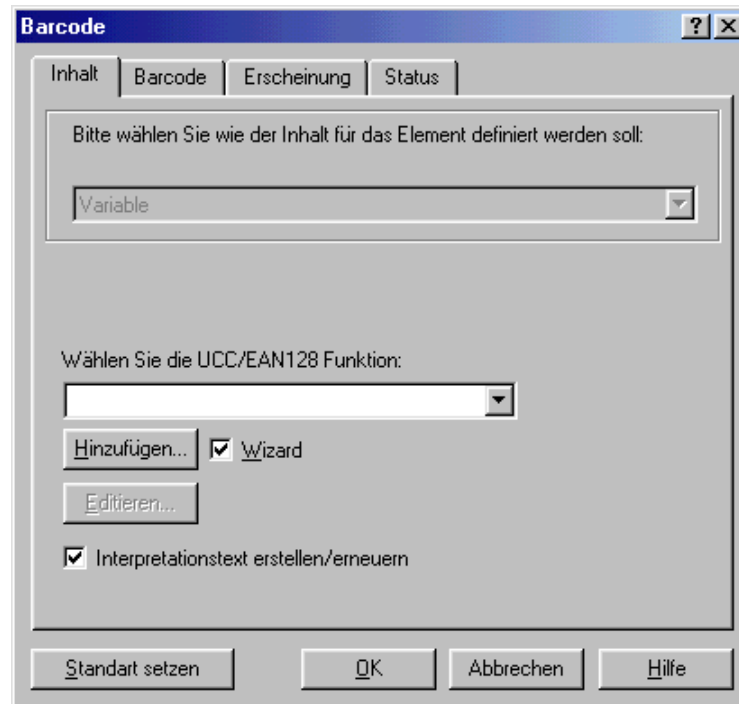 Barcode
Inhalt Barcode Erscheinung Status
Bitte wählen Sie wie der Inhalt für das Element definiert werden soll:
Variable
Wählen Sie die UCC/EAN128 Funktion:
Hinzufügen... Wizard
Editieren...
Interpretationstext erstellen/erneuern
Standart setzen OK Abbrechen Hilfe